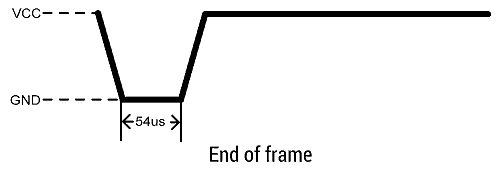 VCC
GND
54us
End of frame